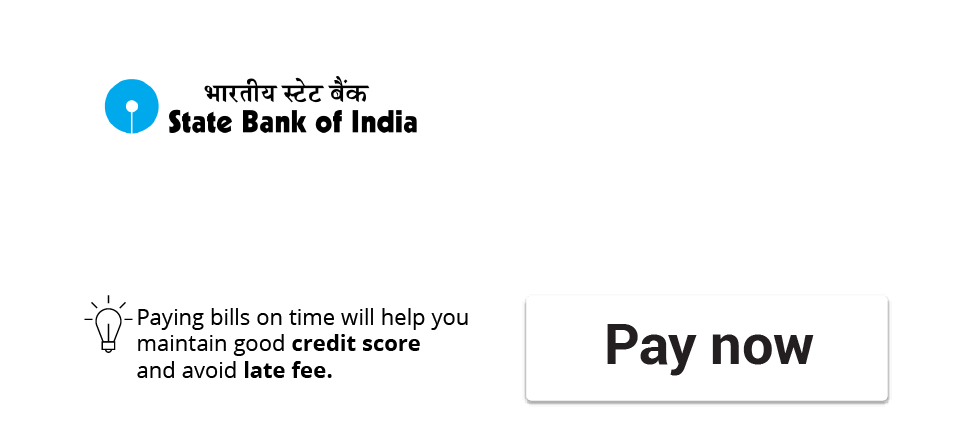 भारतीय स्टेट बैंक
State Bank of India
Paying bills on time will help you
maintain good credit score
and avoid late fee.
Pay now